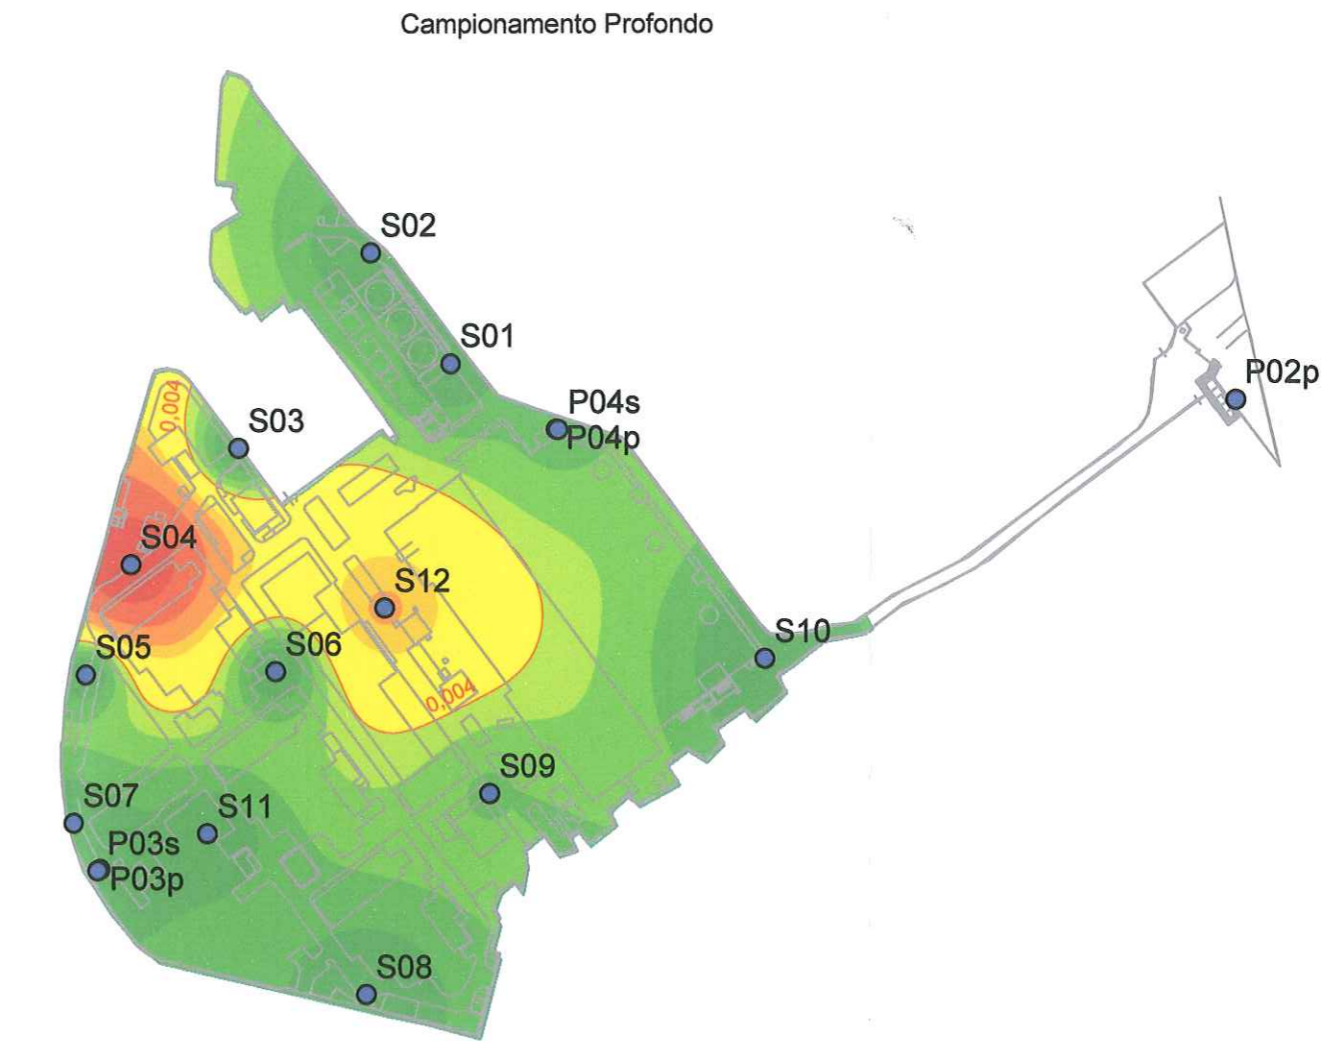 Campionamento Profondo
S02
S01
P02p
P04s
P04p
0,004
S03
S04
S12
S10
S05
S06
0,004
S09
S07
S11
P03s
P03p
S08